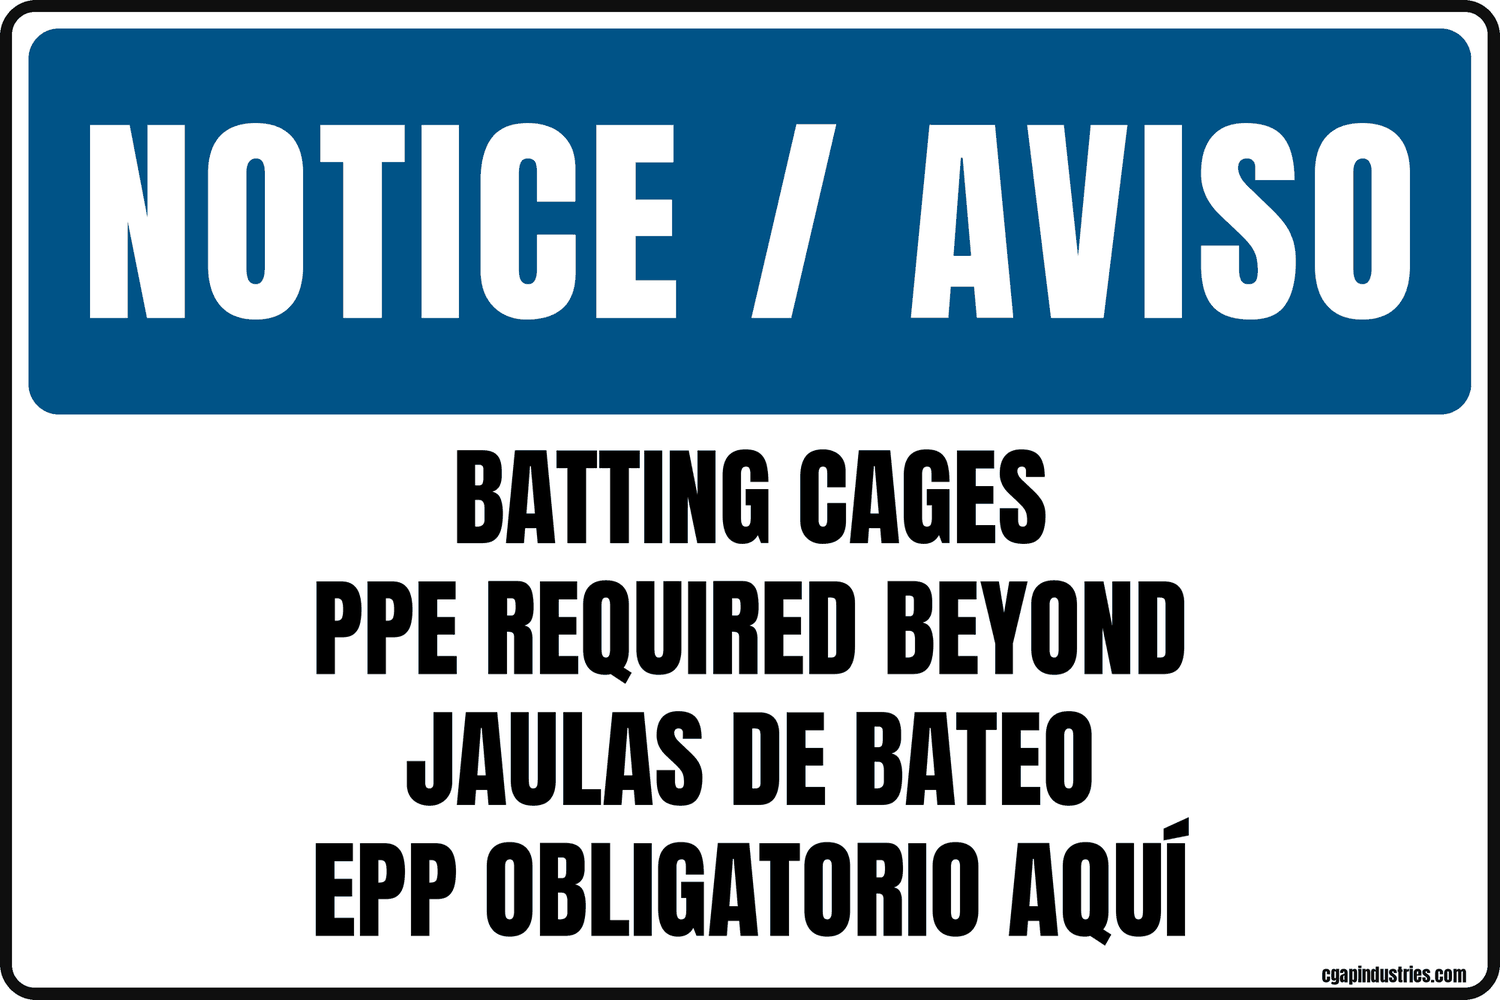 NOTICE / AVISO
BATTING CAGES
PPE REQUIRED BEYOND
JAULAS DE BATEO
EPP OBLIGATORIO AQUÍ
cgapindustries.com